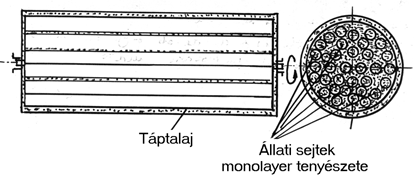 Táptalaj
Állati sejtek
monolayer tenyészete